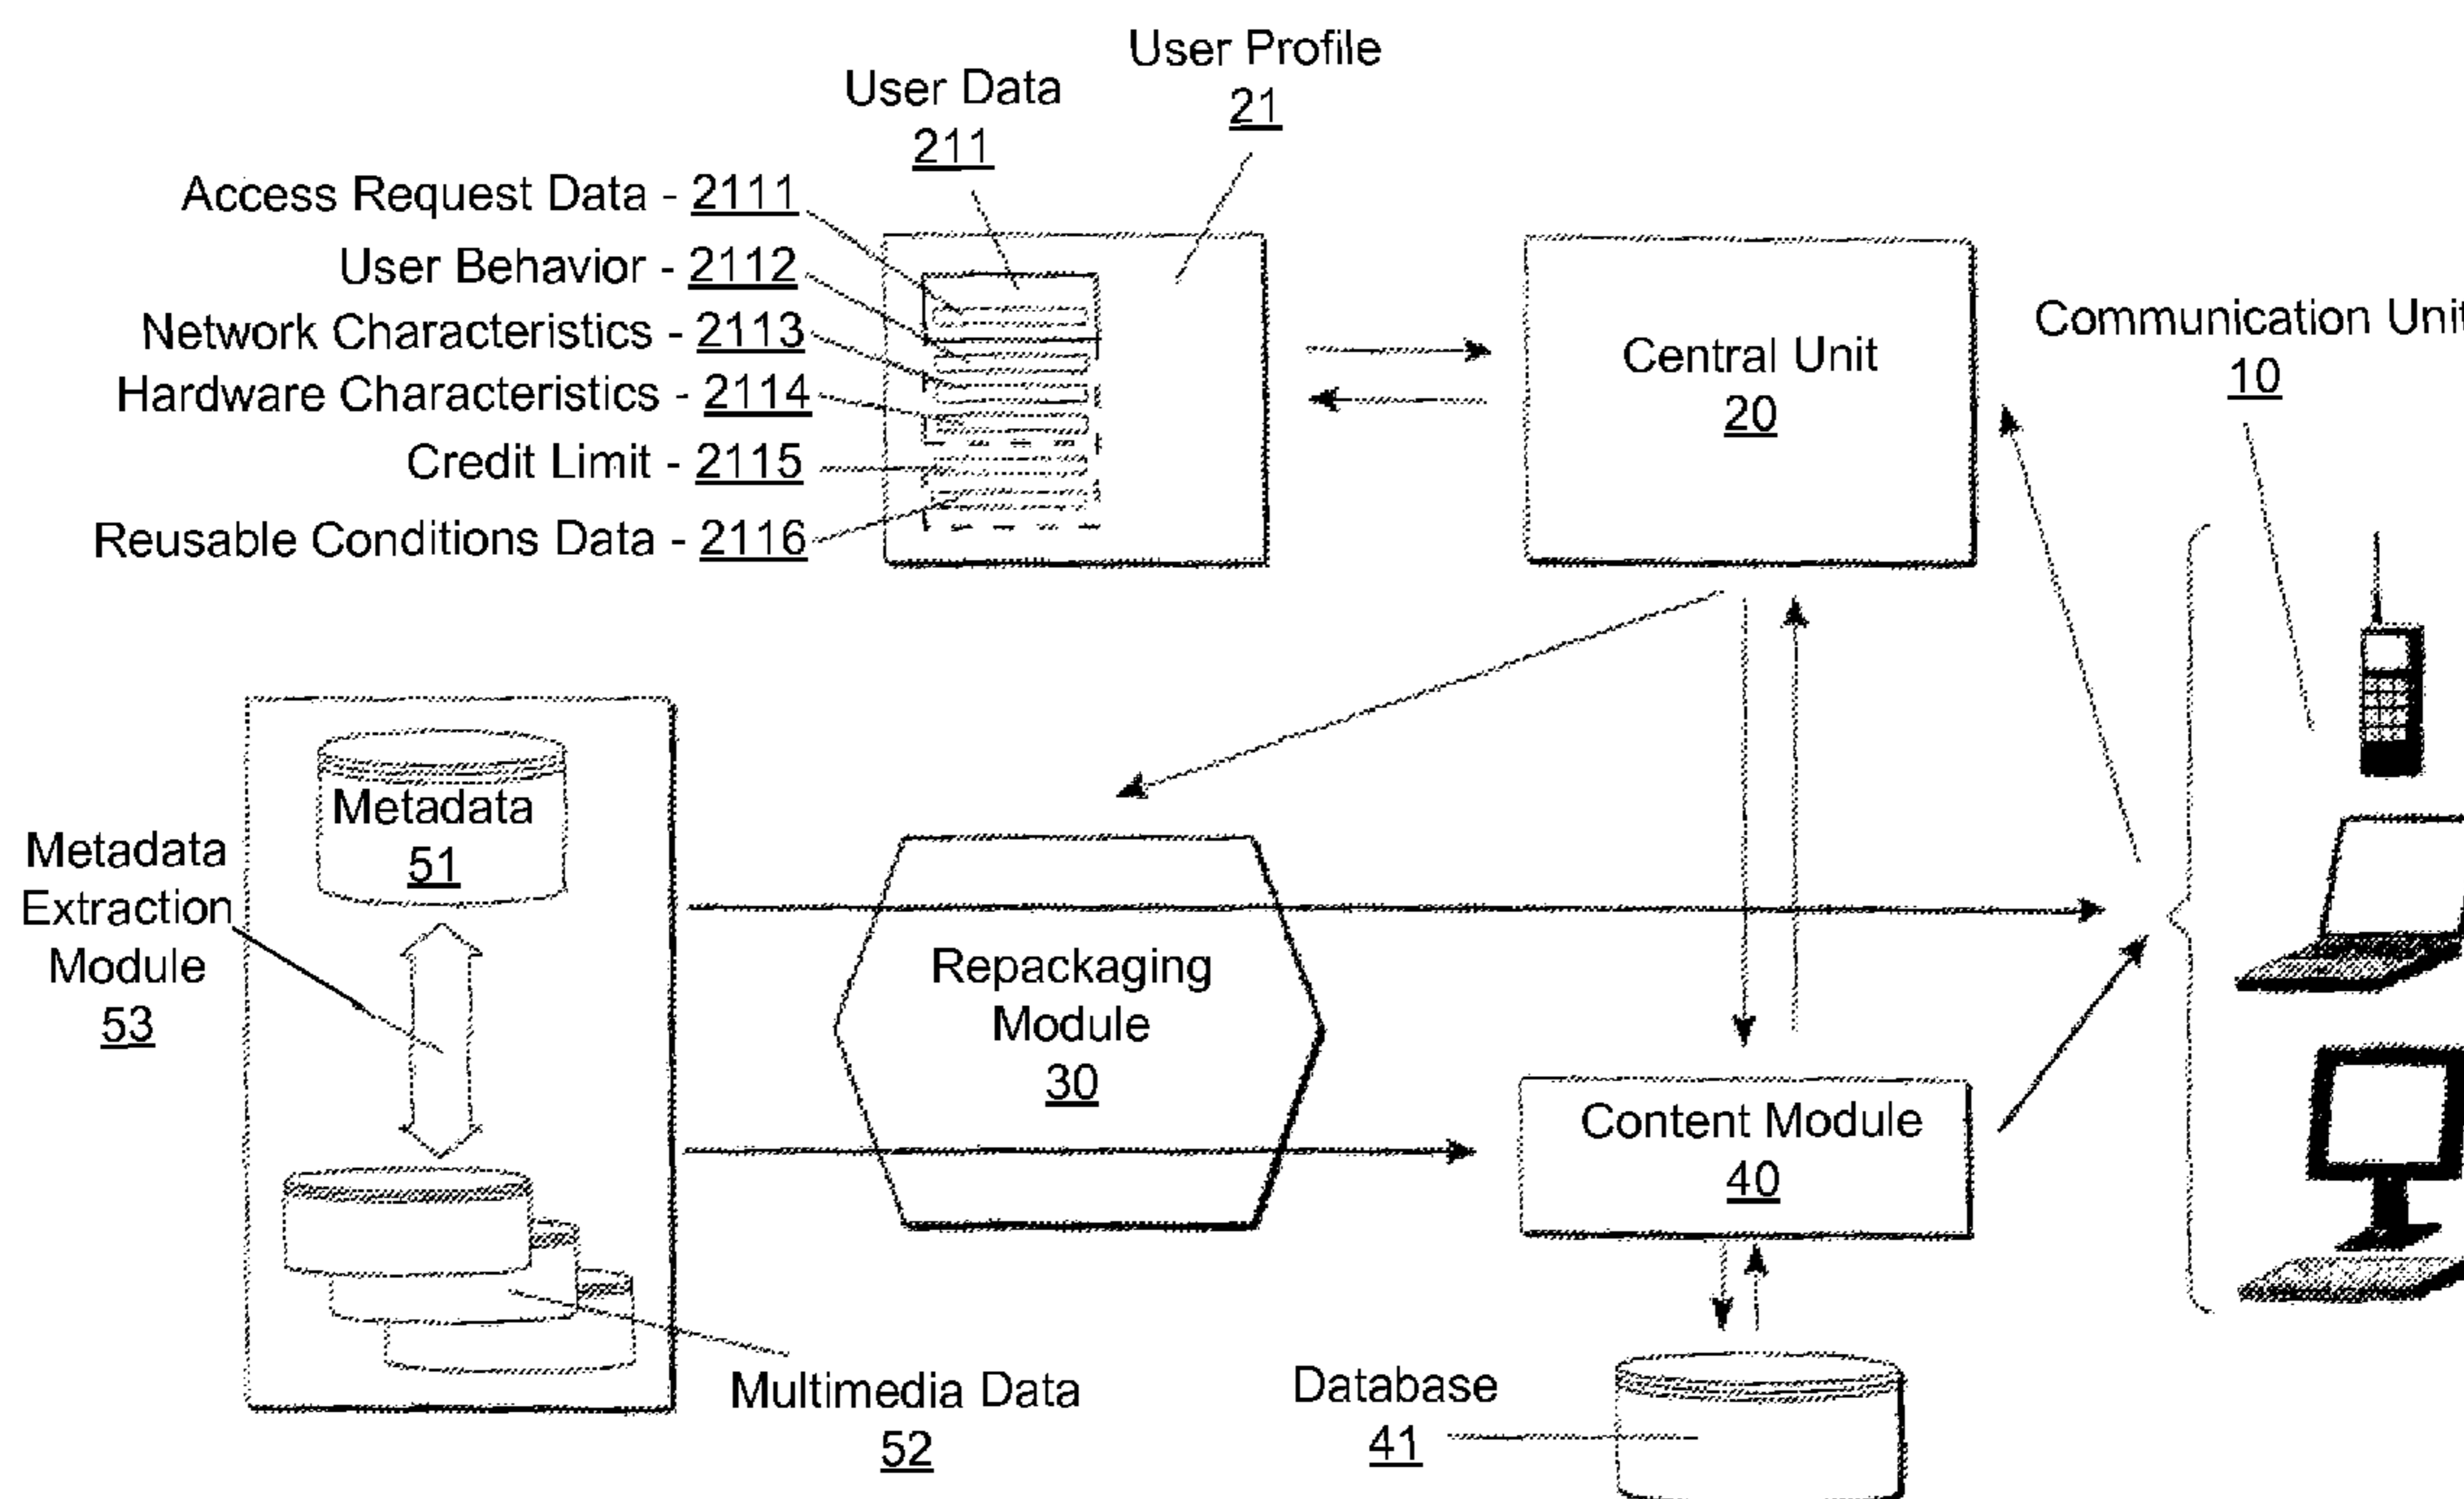 User Profile
21
User Data
211
Access Request Data - 2111
User Behavior - 2112
Network Characteristics - 2113
Hardware Characteristics - 2114
Credit Limit - 2115
Reusable Conditions Data - 2116
Central Unit
20
Communication Unit
10
Metadata
51
Metadata
Extraction
Module
53
Repackaging
Module
30
Content Module
40
Multimedia Data
52
Database
41